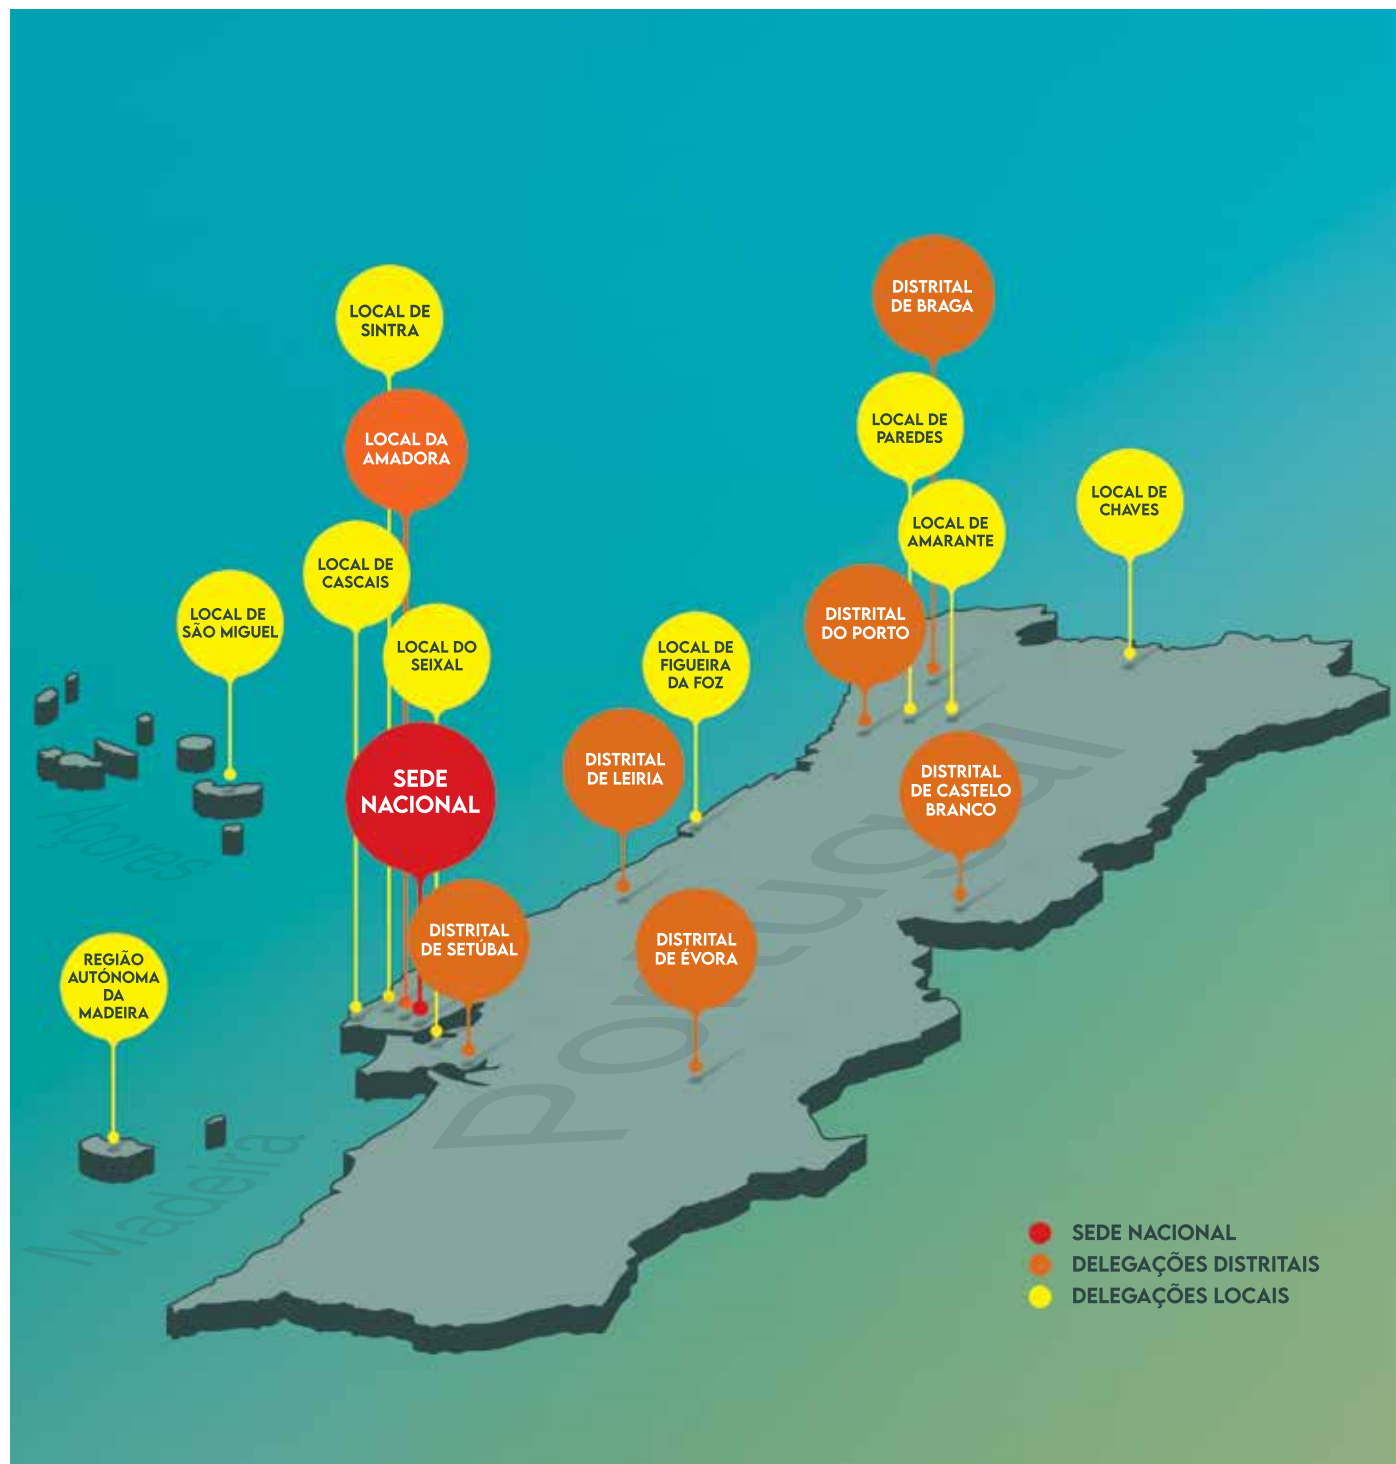 DISTRITAL
DE BRAGA
LOCAL DE
SINTRA
LOCAL DE
PAREDES
LOCAL DA
AMADORA
LOCAL DE
CHAVES
LOCAL DE
AMARANTE
LOCAL DE
CASCAIS
LOCAL DE
SÃO MIGUEL
DISTRITAL
DO PORTO
LOCAL DO
SEIXAL
LOCAL DE
FIGUEIRA
DA FOZ
DISTRITAL
DE LEIRIA
SEDE
NACIONAL
DISTRITAL
DE CASTELO
BRANCO
Açores
Portugal
DISTRITAL
DE SETÚBAL
DISTRITAL
DE ÉVORA
REGIÃO
AUTÓNOMA
DA
MADEIRA
Madeira
SEDE NACIONAL
DELEGAÇÕES DISTRITAIS
DELEGAÇÕES LOCAIS